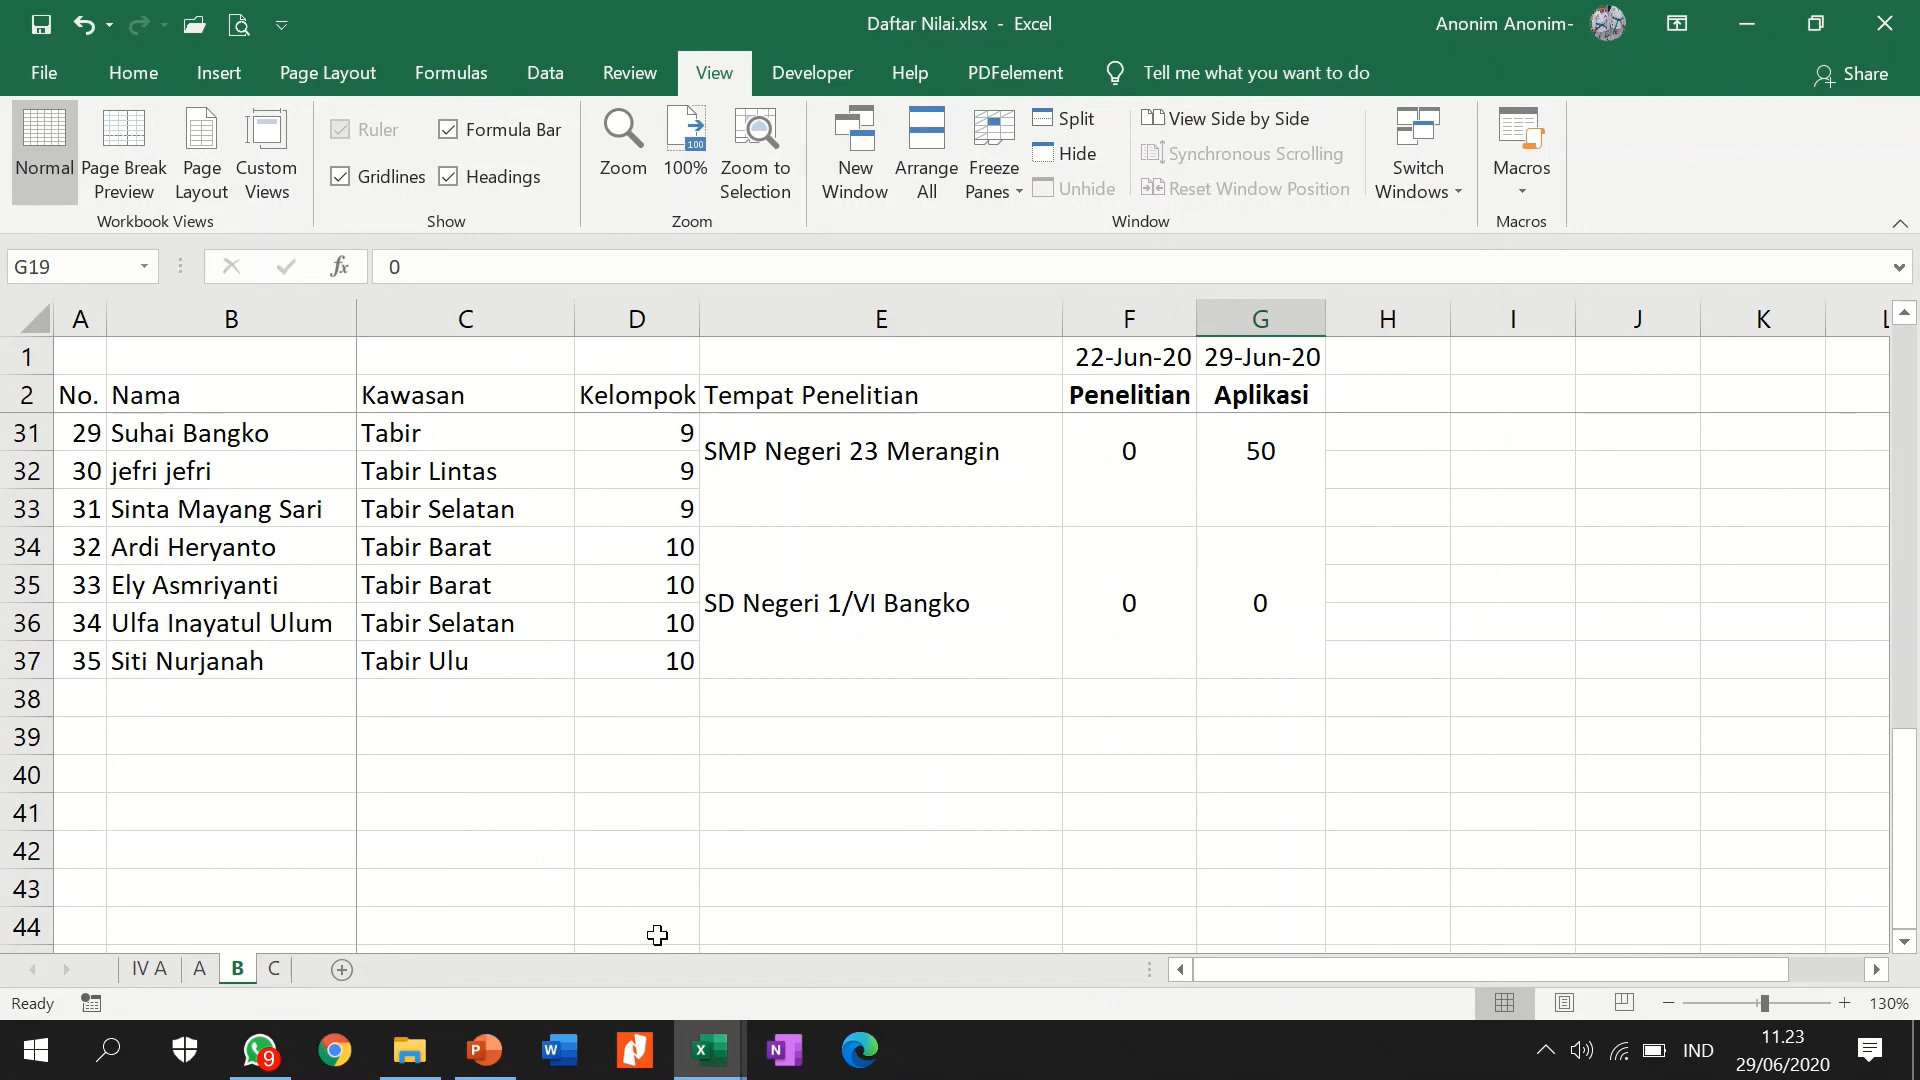 Daftar Nilai.xlsx - Excel
Anonim Anonim-
File Home Insert Page Layout Formulas Data Review View Developer Help PDFelement Tell me what you want to do Share
Normal Page Break Preview Page Layout Custom Views
Workbook Views
Ruler Formula Bar
Gridlines Headings
Show
Zoom 100% Zoom to Selection
100
Zoom
New Window Arrange All Freeze Panes
Split
Hide
Unhide
View Side by Side
Synchronous Scrolling
Reset Window Position
Window
Switch Windows
Macros
Macros
G19 fx 0
A B C D E F G H I J K L
1 22-Jun-20 29-Jun-20
2 No. Nama Kawasan Kelompok Tempat Penelitian Penelitian Aplikasi
31 29 Suhai Bangko Tabir 9
SMP Negeri 23 Merangin 0 50
32 30 jefri jefri Tabir Lintas 9
33 31 Sinta Mayang Sari Tabir Selatan 9
34 32 Ardi Heryanto Tabir Barat 10
35 33 Ely Asmriyanti Tabir Barat 10
SD Negeri 1/VI Bangko 0 0
36 34 Ulfa Inayatul Ulum Tabir Selatan 10
37 35 Siti Nurjanah Tabir Ulu 10
38
39
40
41
42
43
44
IV A A B C
Ready 130%
9 P W X N IND
11.23
29/06/2020